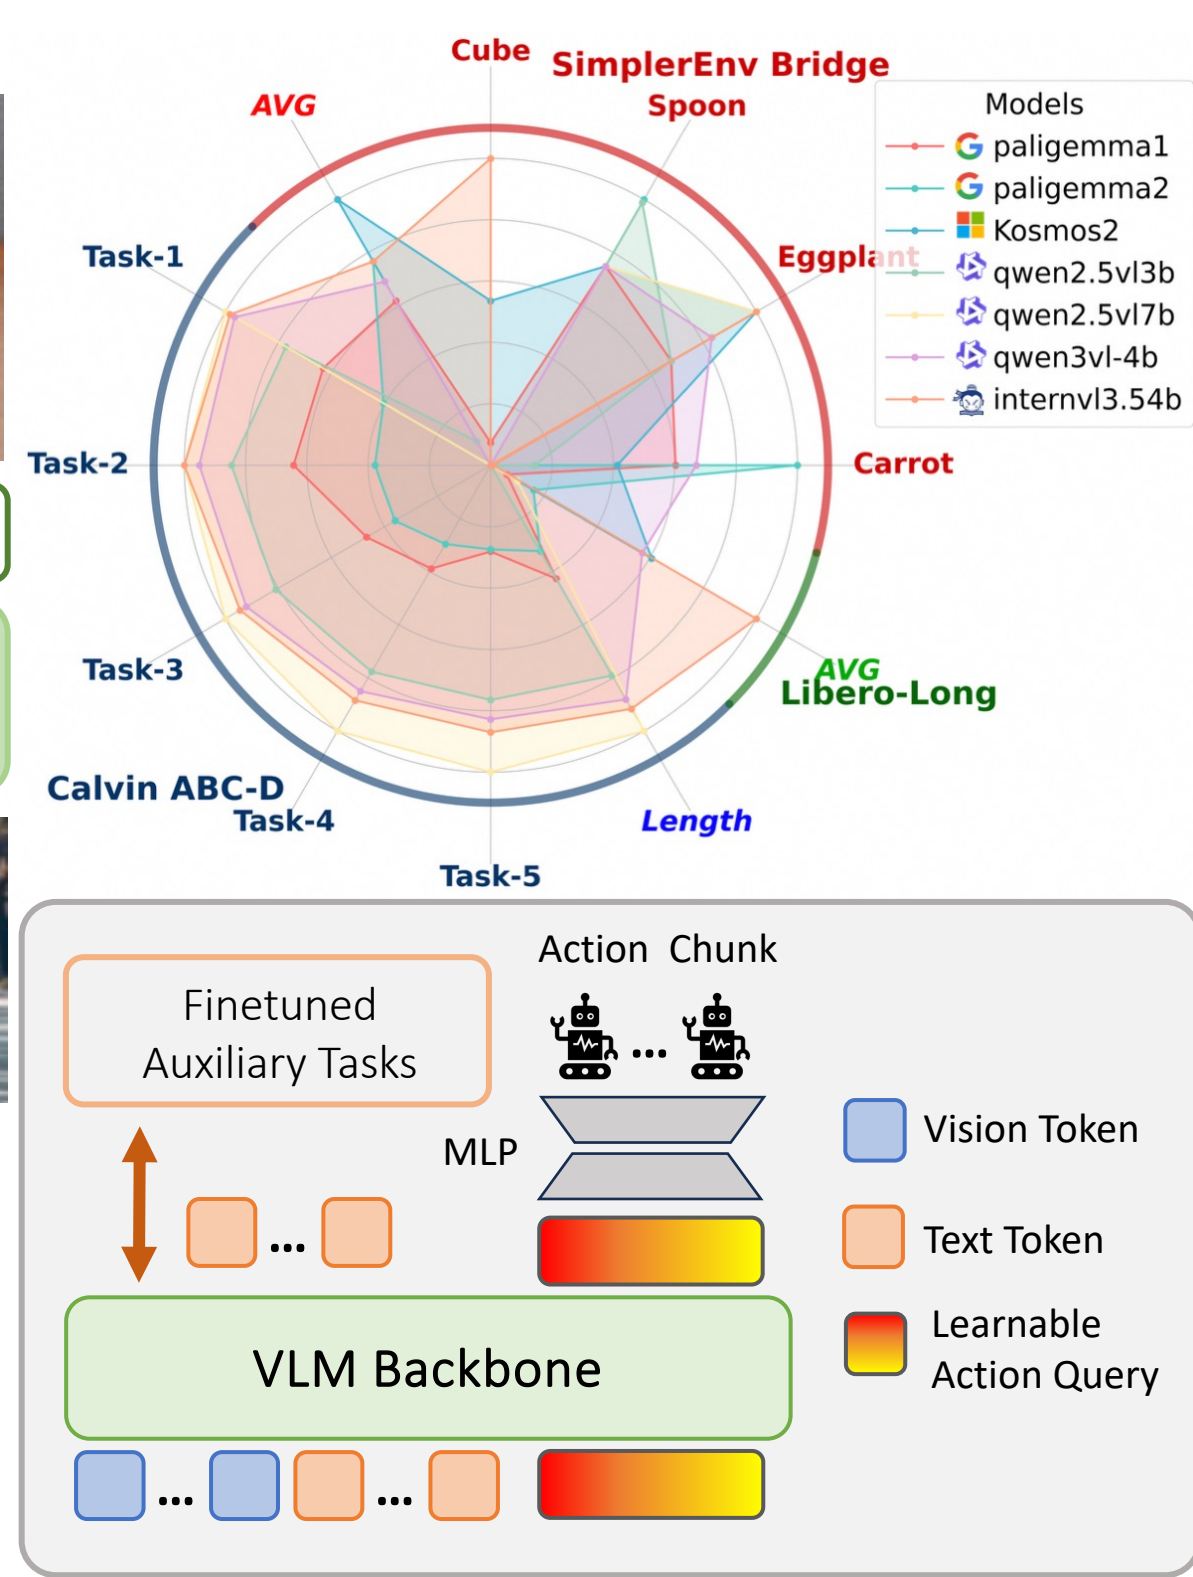 Cube
SimplerEnv Bridge
AVG
Spoon
Models
paligemma1
paligemma2
Kosmos2
qwen2.5vl3b
qwen2.5vl7b
qwen3vl-4b
internvl3.54b
Task-1
Eggplant
Task-2
Carrot
Task-3
AVG
Libero-Long
Calvin ABC-D
Task-4
Length
Task-5
Action Chunk
Finetuned
Auxiliary Tasks
...
MLP
Vision Token
...
Text Token
VLM Backbone
Learnable
Action Query
... ...